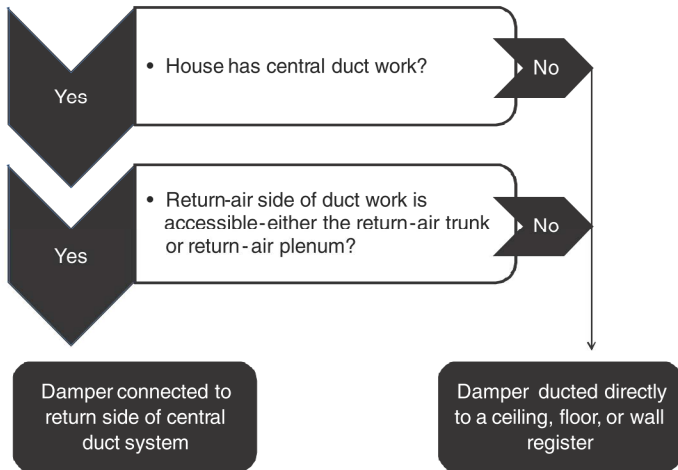 • House has central duct work?
No
Yes
• Return-air side of duct work is
accessible-either the return-air trunk
or return-air plenum?
No
Yes
Damper connected to
return side of central
duct system
Damper ducted directly
to a ceiling, floor, or wall
register